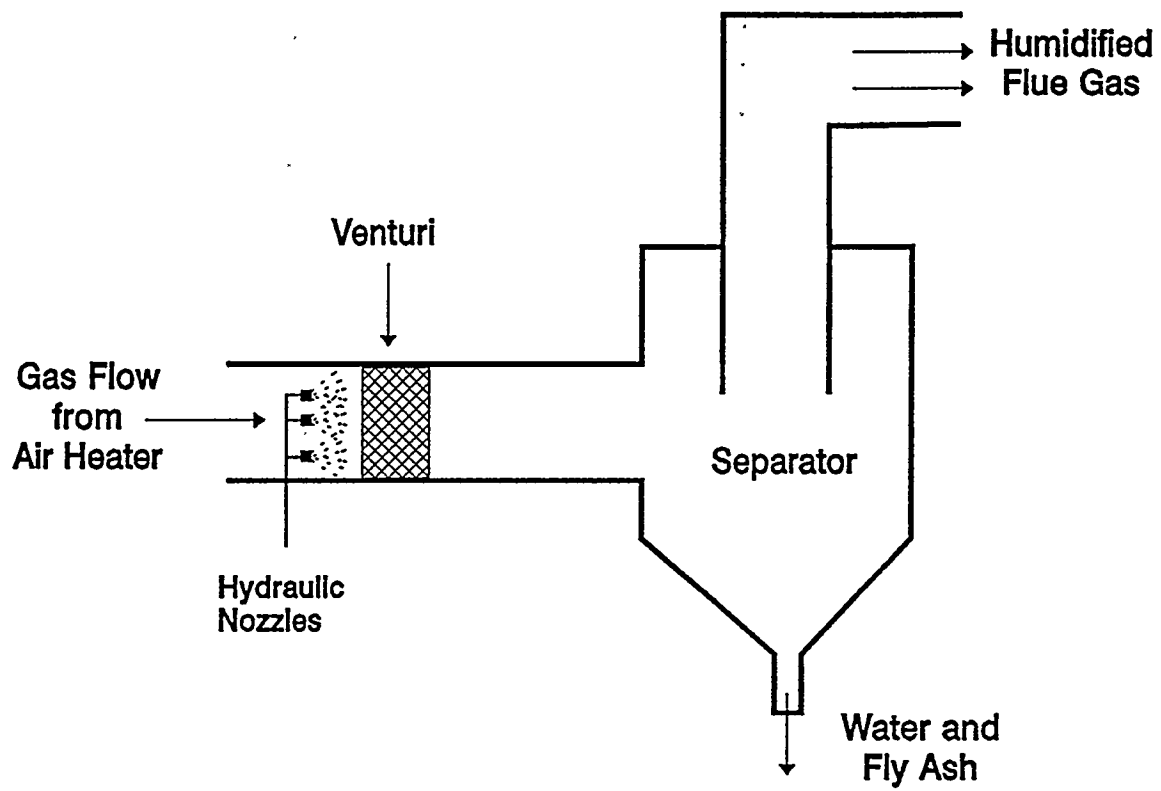 Humidified
Flue Gas
Venturi
Gas Flow
from
Air Heater
Separator
Hydraulic
Nozzles
Water and
Fly Ash